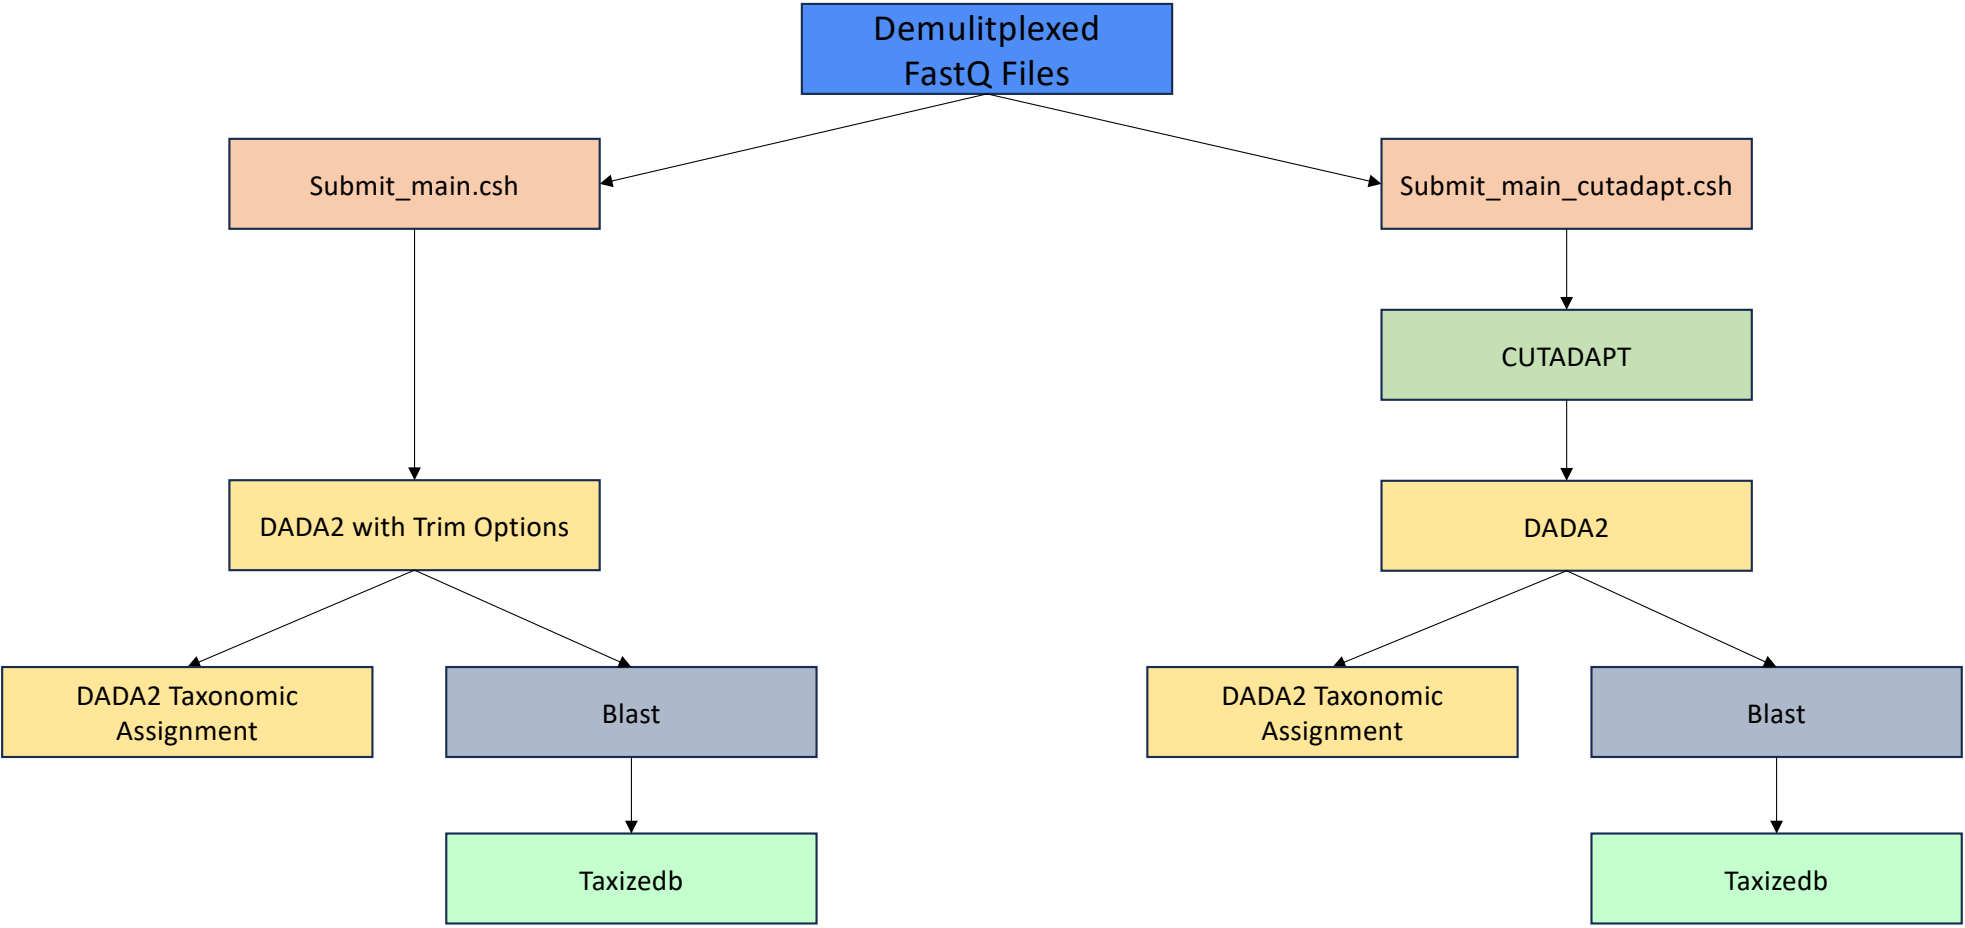 Demulitplexed
FastQ Files
Submit_main.csh
Submit_main_cutadapt.csh
CUTADAPT
DADA2 with Trim Options
DADA2
DADA2 Taxonomic
Assignment
Blast
DADA2 Taxonomic
Assignment
Blast
Taxizedb
Taxizedb